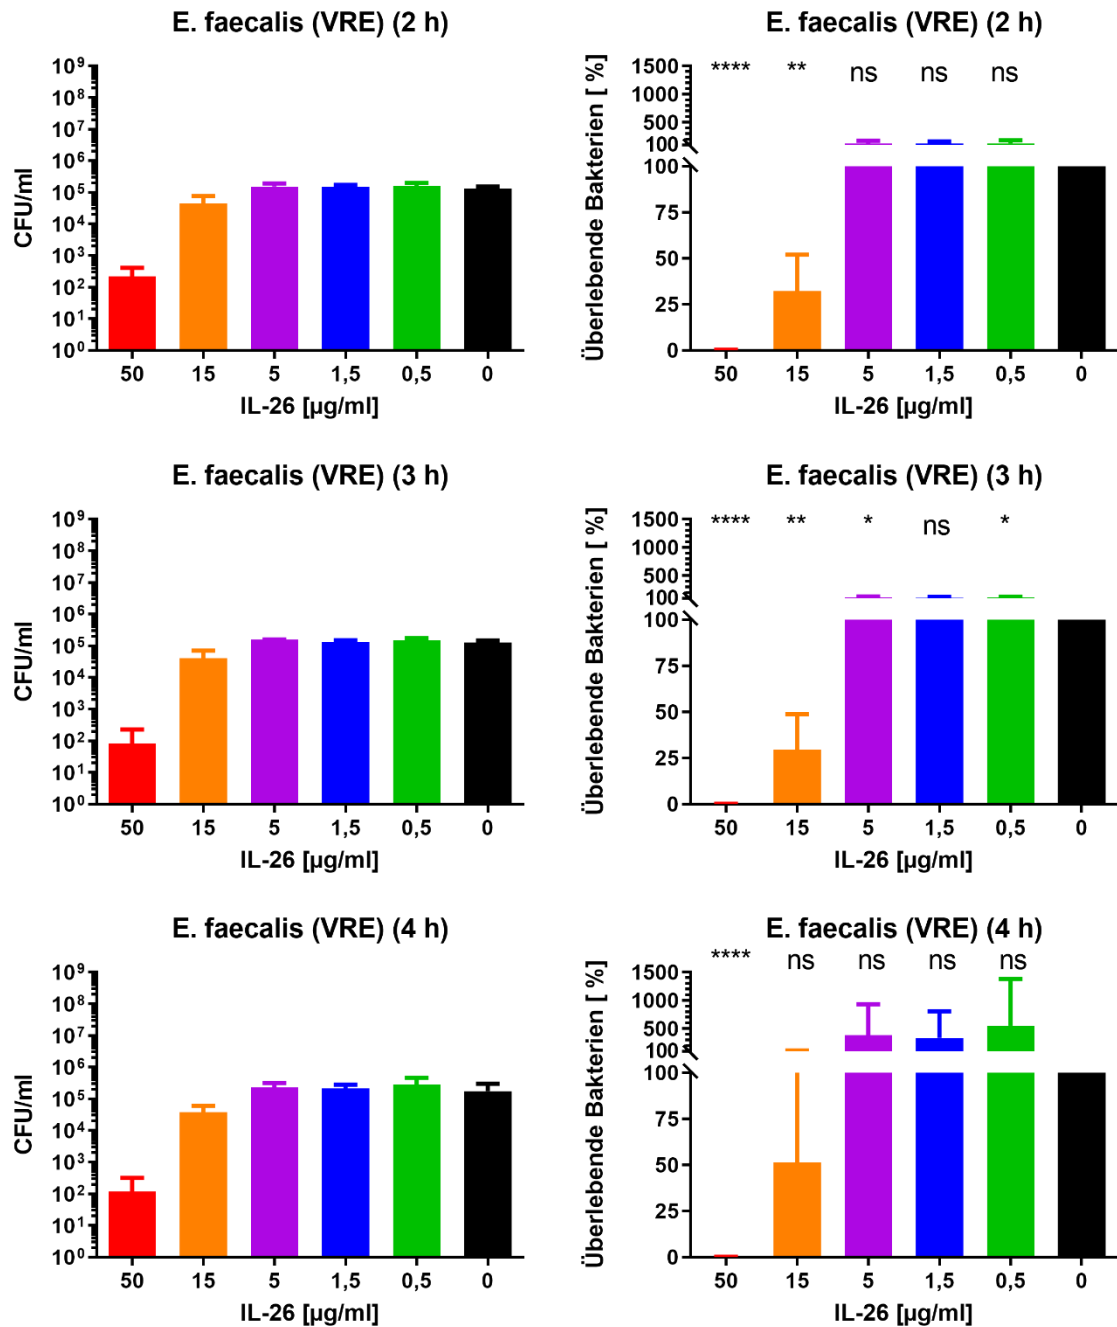 E. faecalis (VRE) (2 h)
CFU/ml
10⁹
10⁸
10⁷
10⁶
10⁵
10⁴
10³
10²
10¹
10⁰
50 15 5 1,5 0,5 0
IL-26 [µg/ml]
E. faecalis (VRE) (2 h)
Überlebende Bakterien [ %]
**** ** ns ns ns
1500
1000
500
100
100
75
50
25
0
50 15 5 1,5 0,5 0
IL-26 [µg/ml]
E. faecalis (VRE) (3 h)
CFU/ml
10⁹
10⁸
10⁷
10⁶
10⁵
10⁴
10³
10²
10¹
10⁰
50 15 5 1,5 0,5 0
IL-26 [µg/ml]
E. faecalis (VRE) (3 h)
Überlebende Bakterien [ %]
**** ** * ns *
1500
1000
500
100
100
75
50
25
0
50 15 5 1,5 0,5 0
IL-26 [µg/ml]
E. faecalis (VRE) (4 h)
CFU/ml
10⁹
10⁸
10⁷
10⁶
10⁵
10⁴
10³
10²
10¹
10⁰
50 15 5 1,5 0,5 0
IL-26 [µg/ml]
E. faecalis (VRE) (4 h)
Überlebende Bakterien [ %]
**** ns ns ns ns
1500
1000
500
100
100
75
50
25
0
50 15 5 1,5 0,5 0
IL-26 [µg/ml]